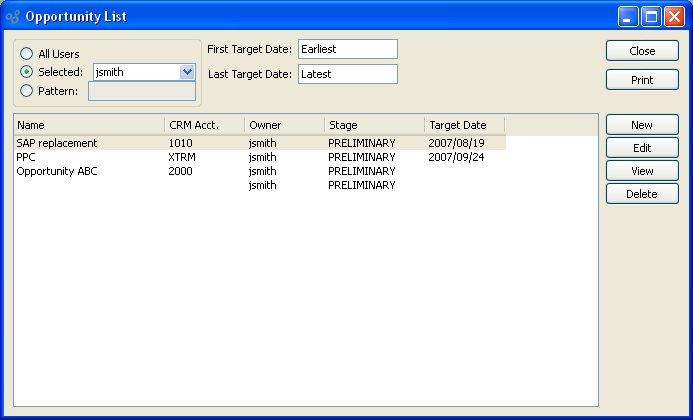 Opportunity List
All Users
Selected: jsmith
Pattern:
First Target Date: Earliest
Last Target Date: Latest
Close
Print
Name CRM Acct. Owner Stage Target Date
SAP replacement 1010 jsmith PRELIMINARY 2007/08/19
PPC XTRM jsmith PRELIMINARY 2007/09/24
Opportunity ABC 2000 jsmith PRELIMINARY
jsmith PRELIMINARY
New
Edit
View
Delete